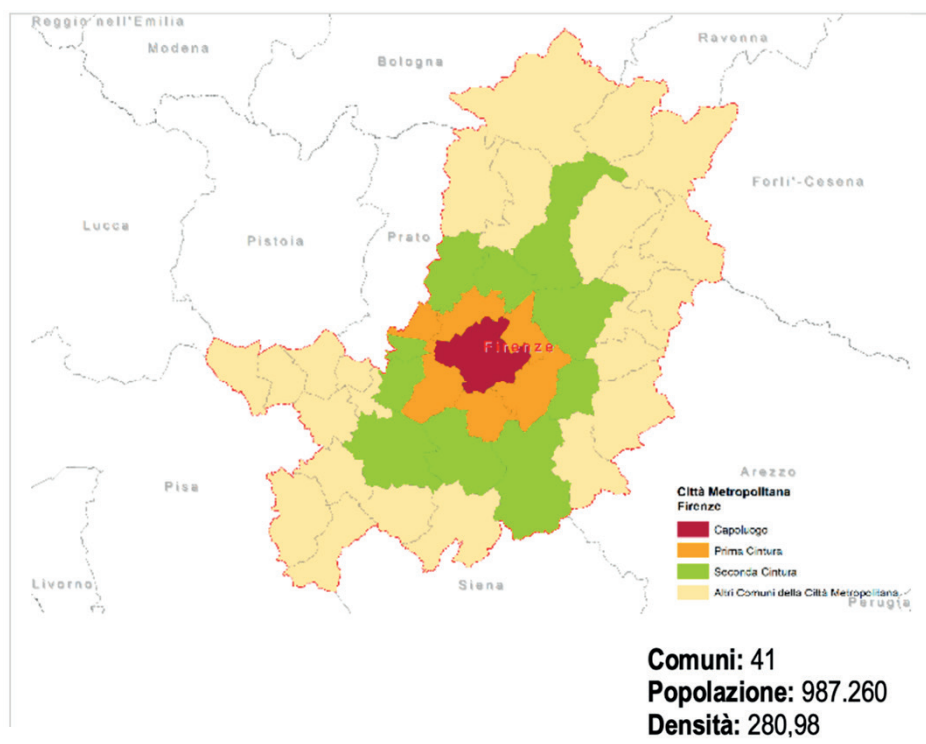 Reggio nell'Emilia
Modena
Ravenna
Bologna
Forli'-Cesena
Lucca
Pistoia
Prato
Firenze
Arezzo
Pisa
Città Metropolitana
Firenze
Capoluogo
Prima Cintura
Seconda Cintura
Altri Comuni della Città Metropolitana
Livorno
Siena
Perugia
Comuni: 41
Popolazione: 987.260
Densità: 280,98